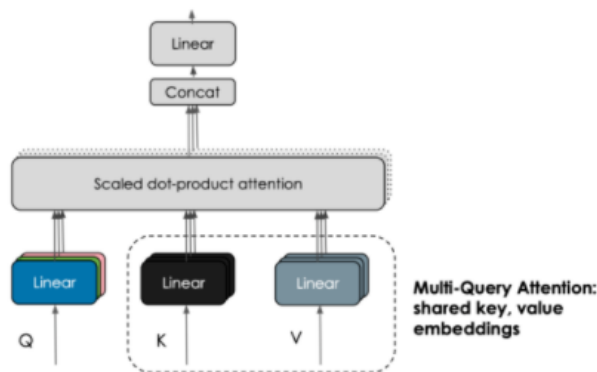 Linear
Concat
Scaled dot-product attention
Linear
Linear
Linear
Q
K
V
Multi-Query Attention:
shared key, value
embeddings